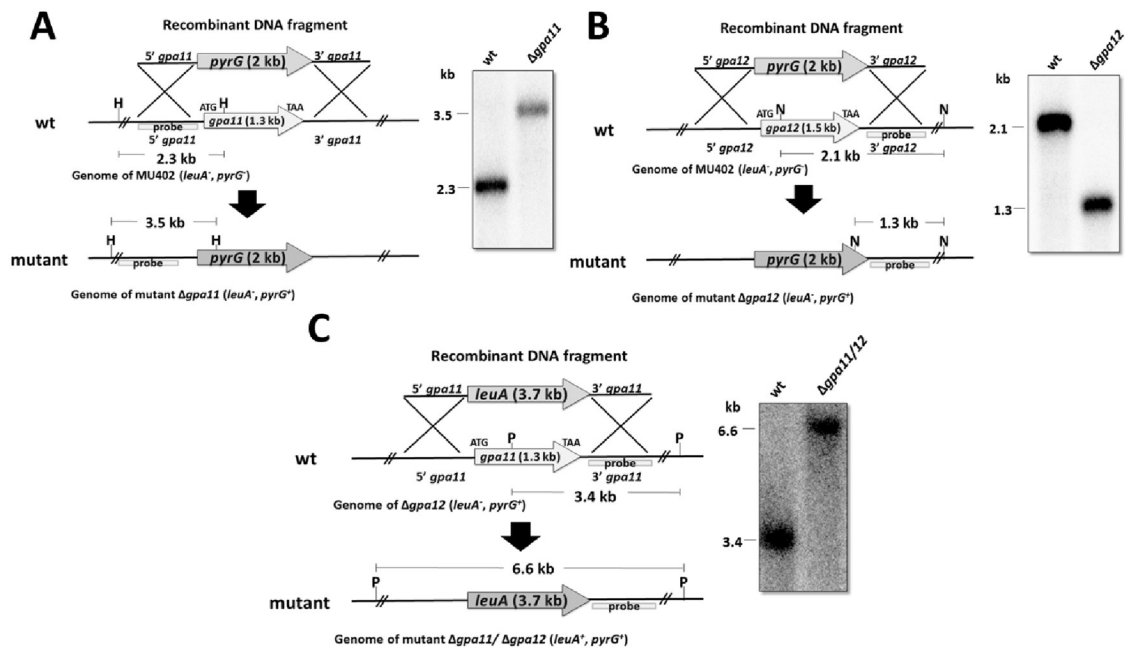 A
Recombinant DNA fragment
5' gpa11
pyrG (2 kb)
3' gpa11
H
ATG
H
TAA
wt
gpa11 (1.3 kb)
probe
5' gpa11
3' gpa11
2.3 kb
Genome of MU402 (leuA-, pyrG-)
3.5 kb
H
H
mutant
pyrG (2 kb)
probe
Genome of mutant Δgpa11 (leuA-, pyrG+)
wt
Δgpa11
kb
3.5
2.3
B
Recombinant DNA fragment
5' gpa12
pyrG (2 kb)
3' gpa12
ATG
N
TAA
N
wt
gpa12 (1.5 kb)
probe
5' gpa12
3' gpa12
2.1 kb
Genome of MU402 (leuA-, pyrG-)
1.3 kb
N
N
mutant
pyrG (2 kb)
probe
Genome of mutant Δgpa12 (leuA-, pyrG+)
wt
Δgpa12
kb
2.1
1.3
C
Recombinant DNA fragment
5' gpa11
leuA (3.7 kb)
3' gpa11
ATG
P
TAA
P
wt
gpa11 (1.3 kb)
probe
5' gpa11
3' gpa11
3.4 kb
Genome of Δgpa12 (leuA-, pyrG+)
6.6 kb
P
P
mutant
leuA (3.7 kb)
probe
Genome of mutant Δgpa11/ Δgpa12 (leuA+, pyrG+)
wt
Δgpa11/12
kb
6.6
3.4